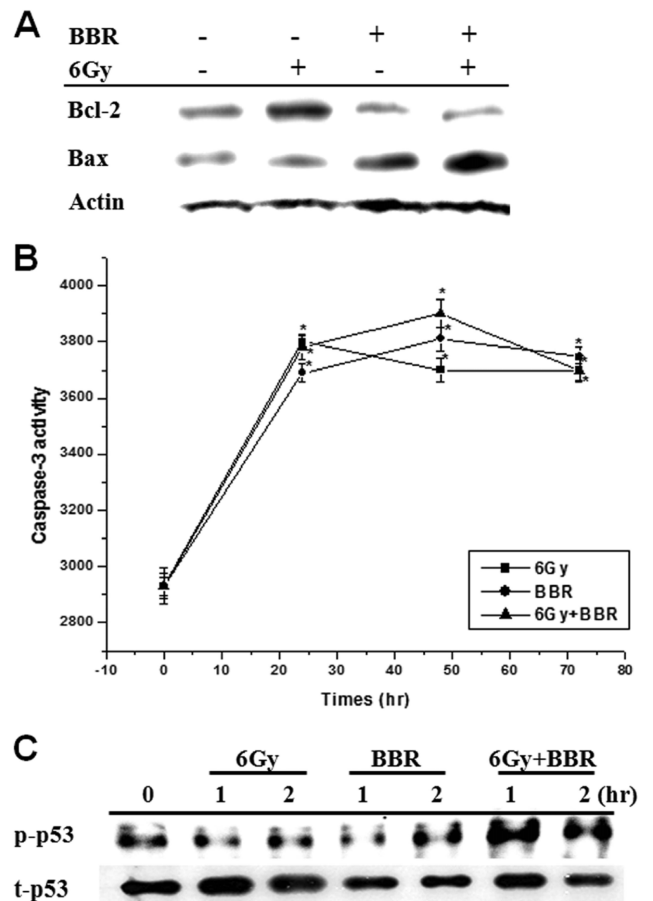 A
BBR - - + +
6Gy - + - +
Bcl-2
Bax
Actin
B
4000
3800
3600
3400
3200
3000
2800
Caspase-3 activity
* * * * * * * * *
-10 0 10 20 30 40 50 60 70 80
Times (hr)
6Gy
BBR
6Gy+BBR
C
6Gy BBR 6Gy+BBR
0 1 2 1 2 1 2 (hr)
p-p53
t-p53